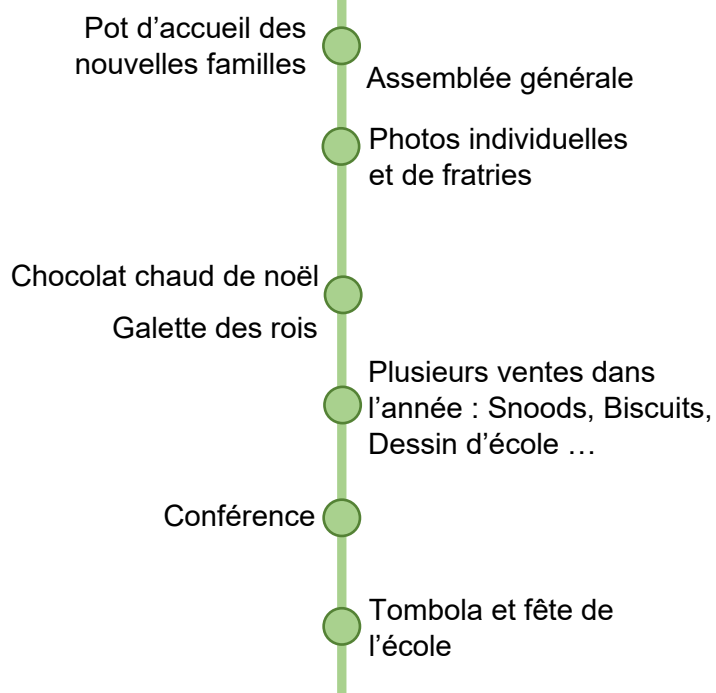 Pot d’accueil des
nouvelles familles
Assemblée générale
Photos individuelles
et de fratries
Chocolat chaud de noël
Galette des rois
Plusieurs ventes dans
l’année : Snoods, Biscuits,
Dessin d’école …
Conférence
Tombola et fête de
l’école